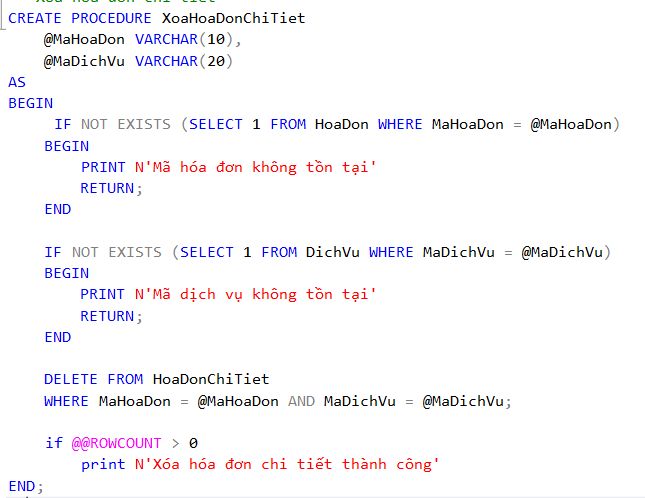 CREATE PROCEDURE XoaHoaDonChiTiet
    @MaHoaDon VARCHAR(10),
    @MaDichVu VARCHAR(20)
AS
BEGIN
     IF NOT EXISTS (SELECT 1 FROM HoaDon WHERE MaHoaDon = @MaHoaDon)
    BEGIN
        PRINT N'Mã hóa đơn không tồn tại'
        RETURN;
    END

    IF NOT EXISTS (SELECT 1 FROM DichVu WHERE MaDichVu = @MaDichVu)
    BEGIN
        PRINT N'Mã dịch vụ không tồn tại'
        RETURN;
    END

    DELETE FROM HoaDonChiTiet
    WHERE MaHoaDon = @MaHoaDon AND MaDichVu = @MaDichVu;

    if @@ROWCOUNT > 0
        print N'Xóa hóa đơn chi tiết thành công'
END;